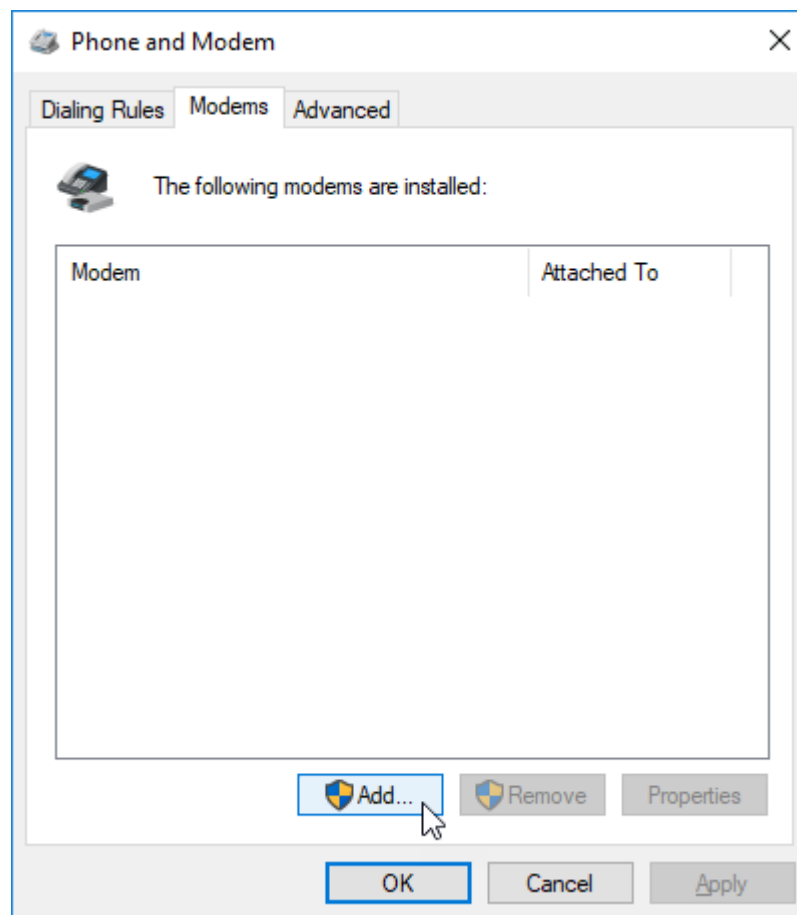 Phone and Modem
Dialing Rules Modems Advanced
The following modems are installed:
Modem Attached To
Add... Remove Properties
OK Cancel Apply